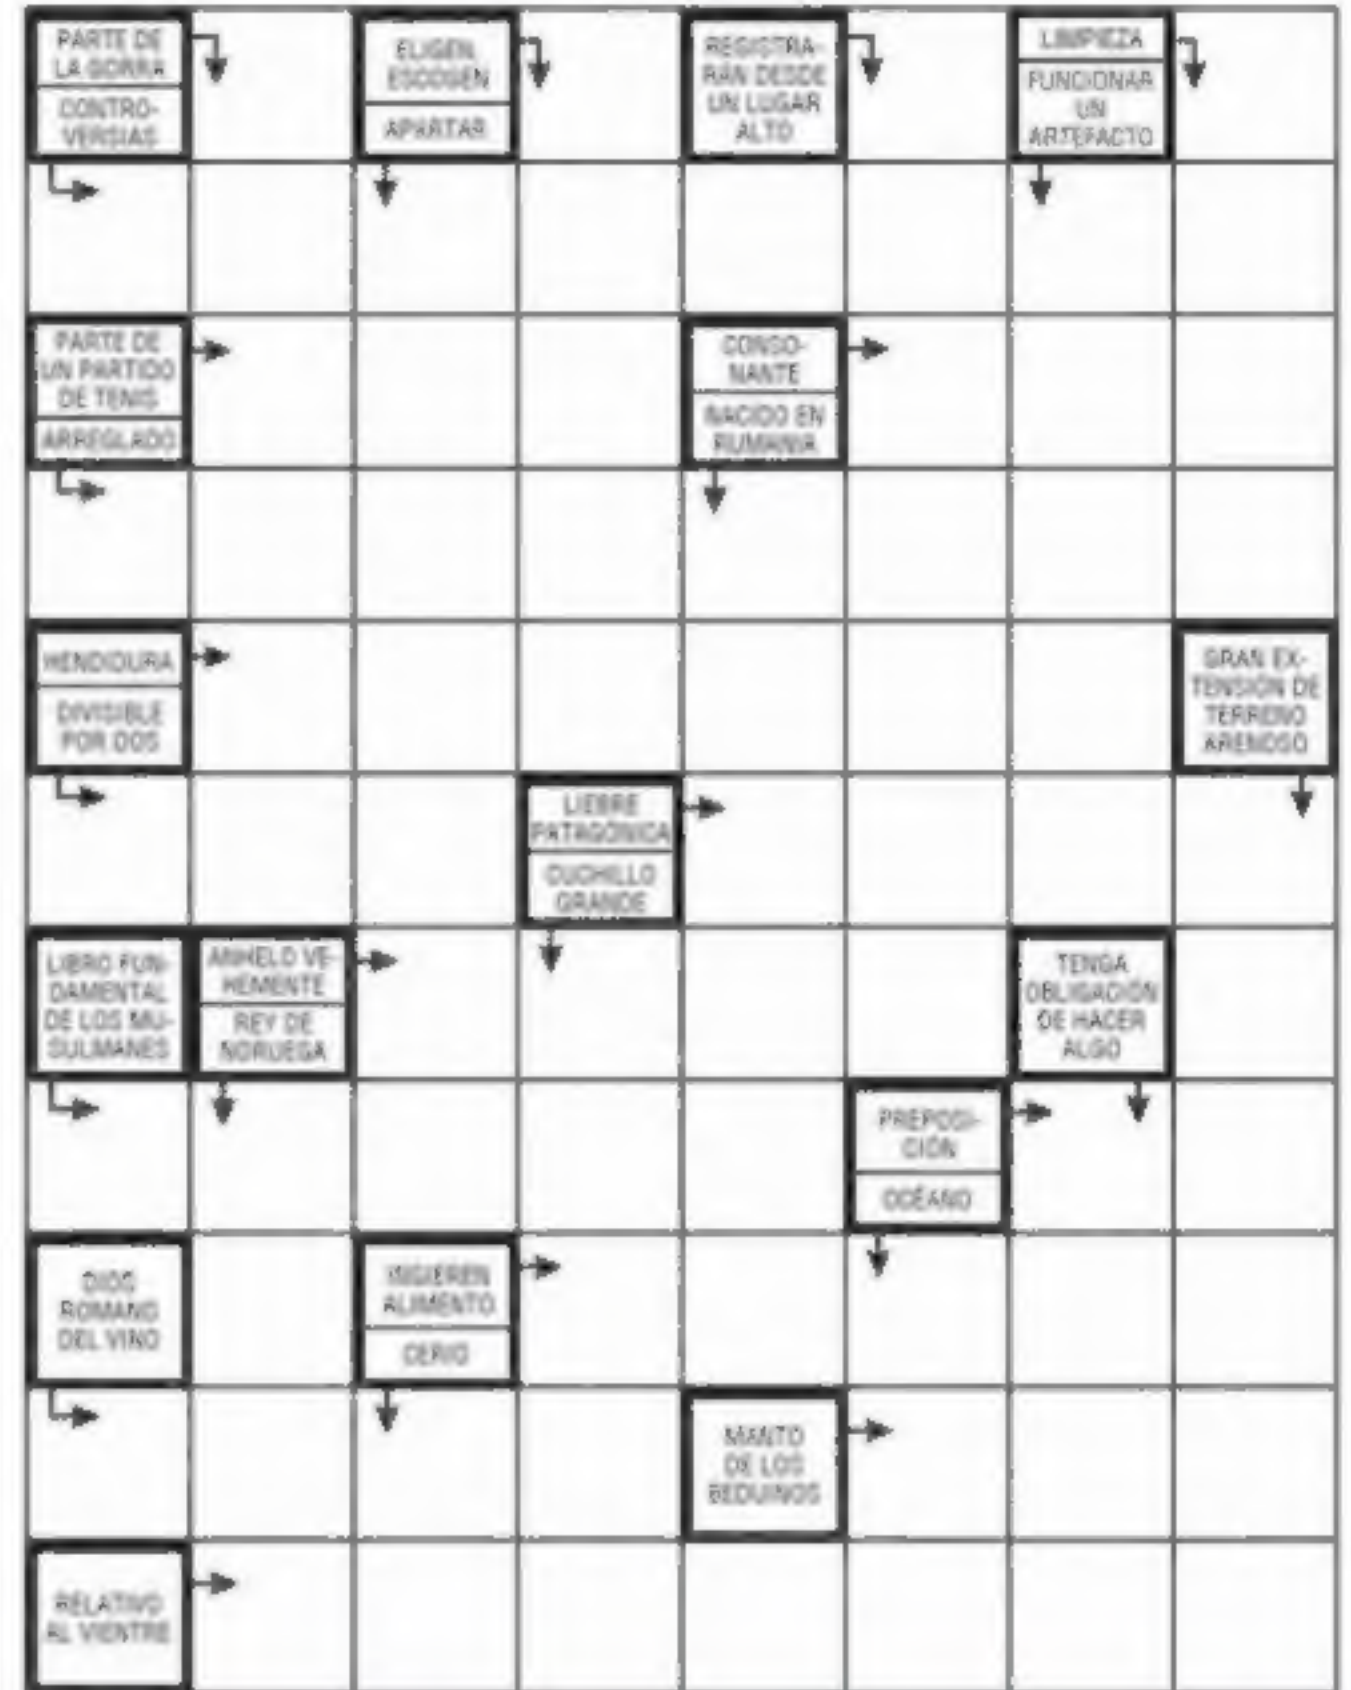 PARTE DE
LA GORRA
CONTRO-
VERSIAS
ELIGEN,
ESCOGEN
APARTAR
REGISTRA-
RÁN DESDE
UN LUGAR
ALTO
LIMPIEZA
FUNCIONAR
UN
ARTEFACTO
PARTE DE
UN PARTIDO
DE TENIS
ARREGLADO
CONSO-
NANTE
NACIDO EN
RUMANIA
HENDIDURA
DIVISIBLE
POR DOS
GRAN EX-
TENSIÓN DE
TERRENO
ARENOSO
LIEBRE
PATAGÓNICA
CUCHILLO
GRANDE
LIBRO FUN-
DAMENTAL
DE LOS MU-
SULMANES
ANHELO VE-
HEMENTE
REY DE
NORUEGA
TENGA
OBLIGACIÓN
DE HACER
ALGO
PREPOSI-
CIÓN
OCÉANO
DIOS
ROMANO
DEL VINO
INGIEREN
ALIMENTO
CERIO
MANTO
DE LOS
BEDUINOS
RELATIVO
AL VIENTRE